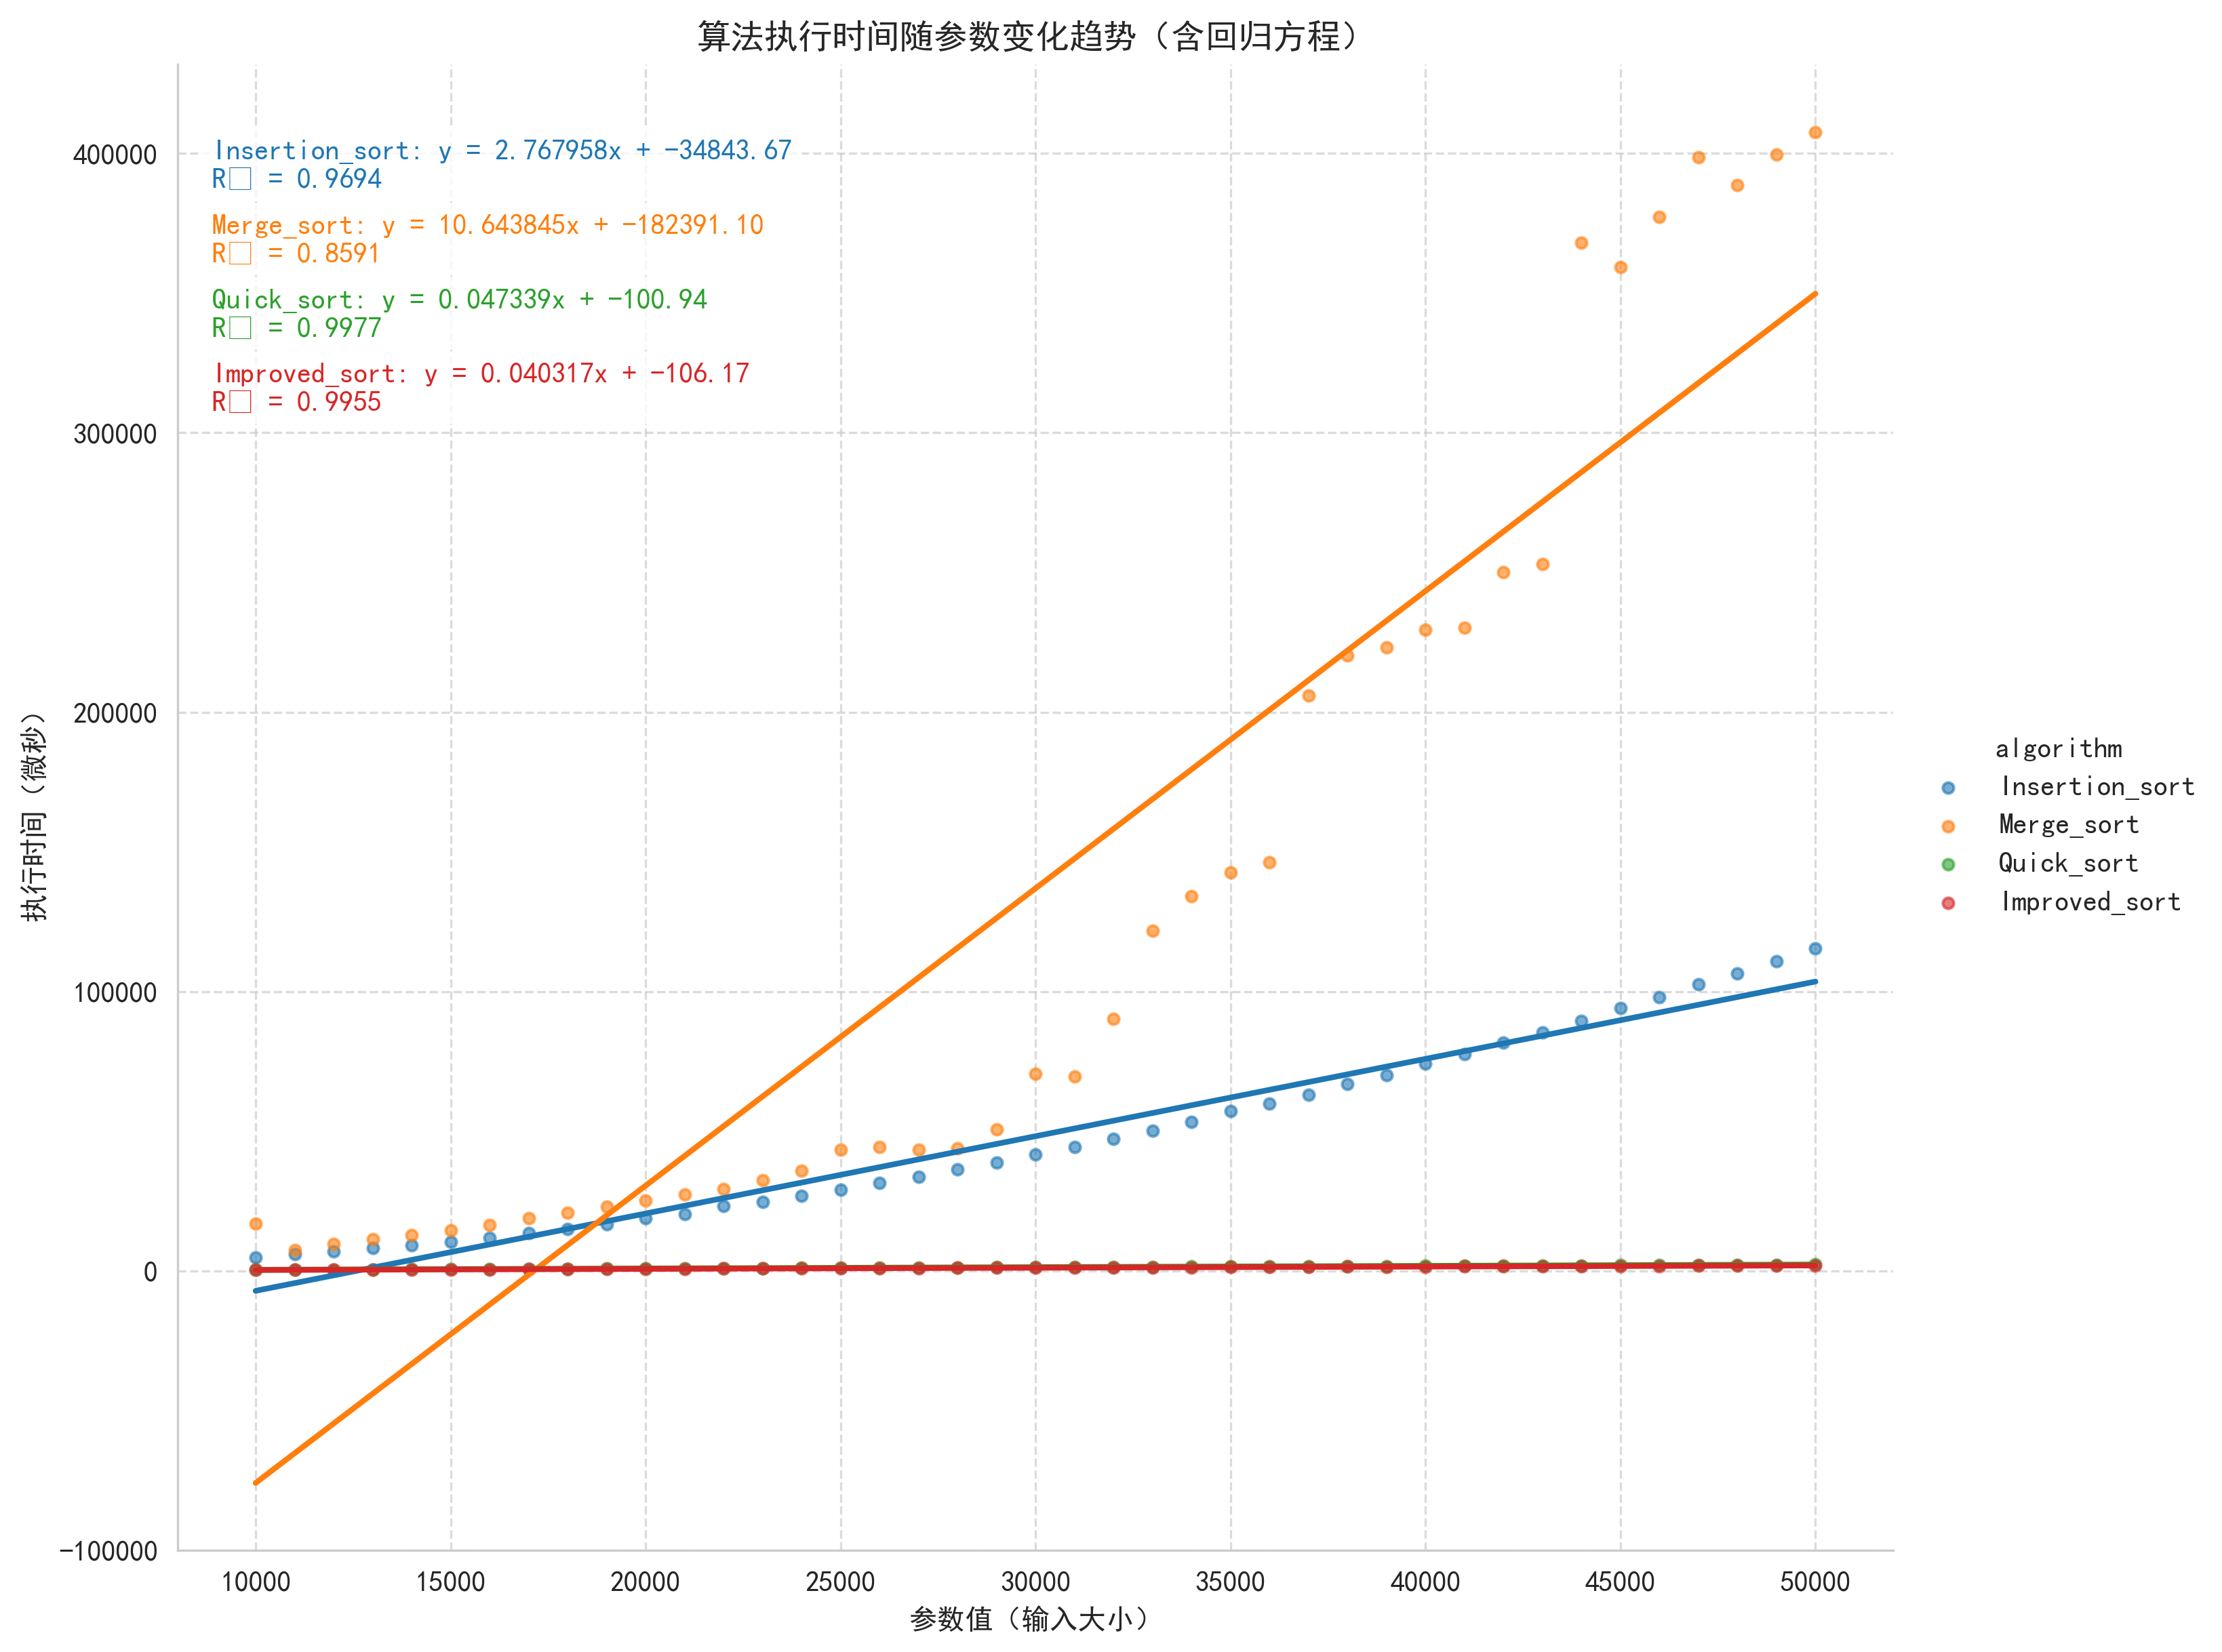 算法执行时间随参数变化趋势（含回归方程）
Insertion_sort: y = 2.767958x + −34843.67
R□ = 0.9694
Merge_sort: y = 10.643845x + −182391.10
R□ = 0.8591
Quick_sort: y = 0.047339x + −100.94
R□ = 0.9977
Improved_sort: y = 0.040317x + −106.17
R□ = 0.9955
400000
300000
200000
100000
0
−100000
执行时间（微秒）
10000 15000 20000 25000 30000 35000 40000 45000 50000
参数值（输入大小）
algorithm
Insertion_sort
Merge_sort
Quick_sort
Improved_sort